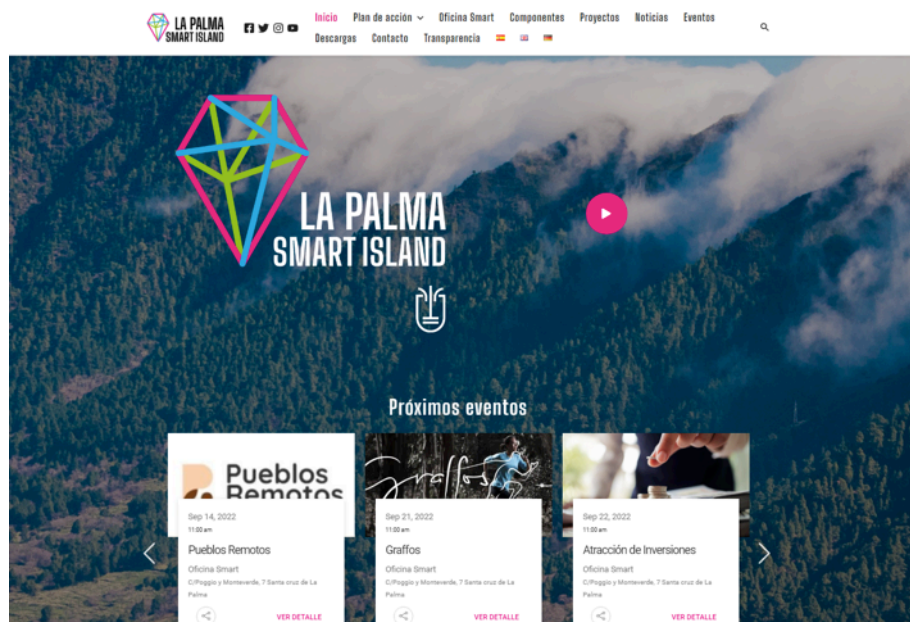 LA PALMA
SMART ISLAND
Inicio Plan de acción Oficina Smart Componentes Proyectos Noticias Eventos
Descargas Contacto Transparencia
LA PALMA
SMART ISLAND
Próximos eventos
Pueblos
Remotos
Graffos
Sep 14, 2022
11:00 am
Pueblos Remotos
Oficina Smart
C/Poggio y Monteverde, 7 Santa cruz de La
Palma
VER DETALLE
Sep 21, 2022
11:00 am
Graffos
Oficina Smart
C/Poggio y Monteverde, 7 Santa cruz de La
Palma
VER DETALLE
Sep 22, 2022
11:00 am
Atracción de Inversiones
Oficina Smart
C/Poggio y Monteverde, 7 Santa cruz de La
Palma
VER DETALLE